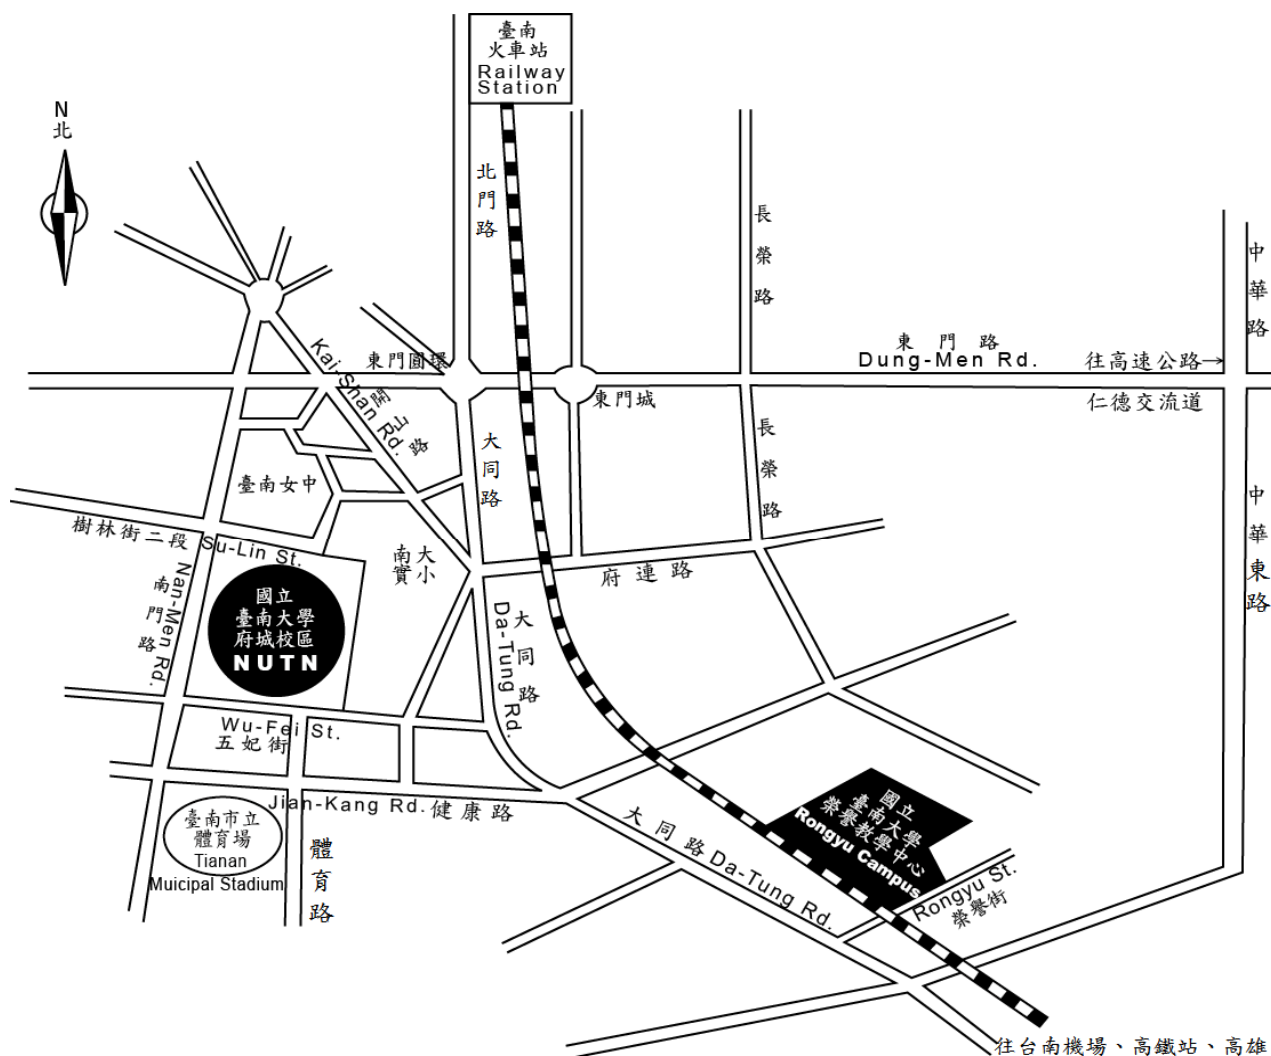 臺南
火車站
Railway
Station
N
北
北門路
長榮路
中華路
東門路
Dung-Men Rd.
往高速公路→
仁德交流道
東門圓環
東門城
Kai-Shan Rd.
開山路
大同路
長榮路
中華東路
臺南女中
樹林街二段 Su-Lin St.
南大
實小
府連路
南門路
Nan-Men Rd.
國立
臺南大學
府城校區
NUTN
大同路
Da-Tung Rd.
Wu-Fei St.
五妃街
Jian-Kang Rd. 健康路
臺南市立
體育場
Tianan
Muicipal Stadium
體育路
大同路 Da-Tung Rd.
國立
臺南大學
榮譽教學中心
Rongyu Campus
Rongyu St.
榮譽街
往台南機場、高鐵站、高雄